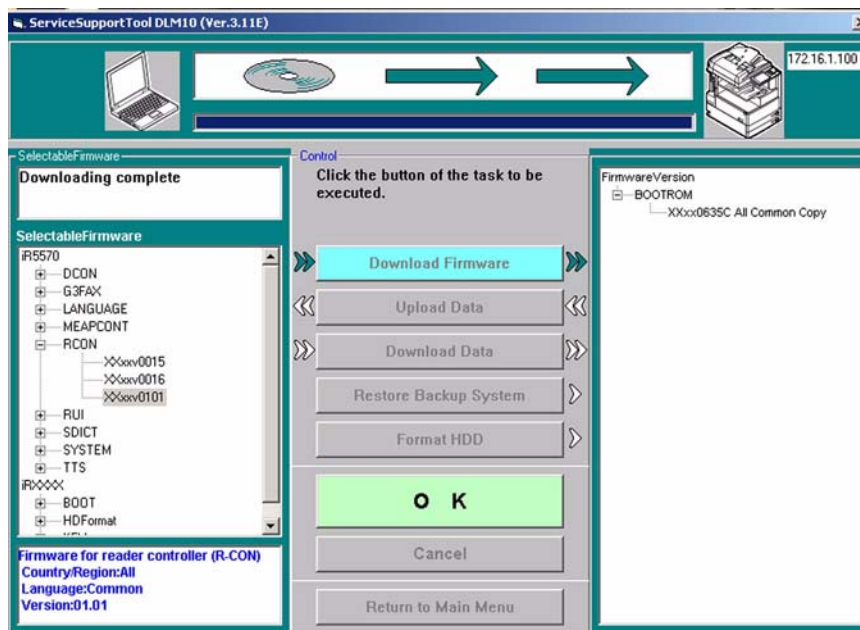 ServiceSupportTool DLM10 (Ver.3.11E)
172.16.1.100
SelectableFirmware
Downloading complete
SelectableFirmware
iR5570
DCON
G3FAX
LANGUAGE
MEAPCONT
RCON
XXxxv0015
XXxxv0016
XXxxv0101
RUI
SDICT
SYSTEM
TTS
iRXXXX
BOOT
HDFormat
Firmware for reader controller (R-CON)
Country/Region:All
Language:Common
Version:01.01
Control
Click the button of the task to be
executed.
Download Firmware
Upload Data
Download Data
Restore Backup System
Format HDD
O K
Cancel
Return to Main Menu
FirmwareVersion
BOOTROM
XXxx0635C All Common Copy